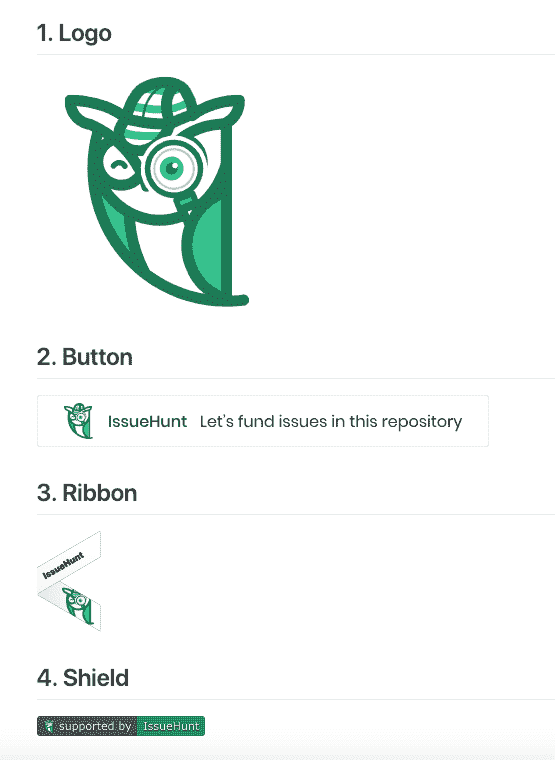 1. Logo
2. Button
IssueHunt Let's fund issues in this repository
3. Ribbon
IssueHunt
4. Shield
supported by IssueHunt